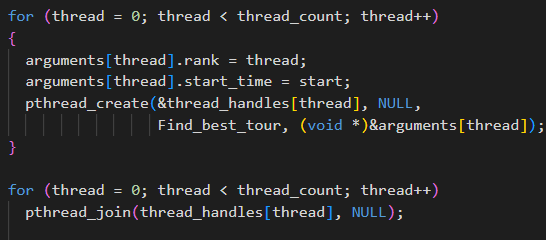 for (thread = 0; thread < thread_count; thread++)
{
  arguments[thread].rank = thread;
  arguments[thread].start_time = start;
  pthread_create(&thread_handles[thread], NULL,
                  Find_best_tour, (void *)&arguments[thread]);
}

for (thread = 0; thread < thread_count; thread++)
  pthread_join(thread_handles[thread], NULL);